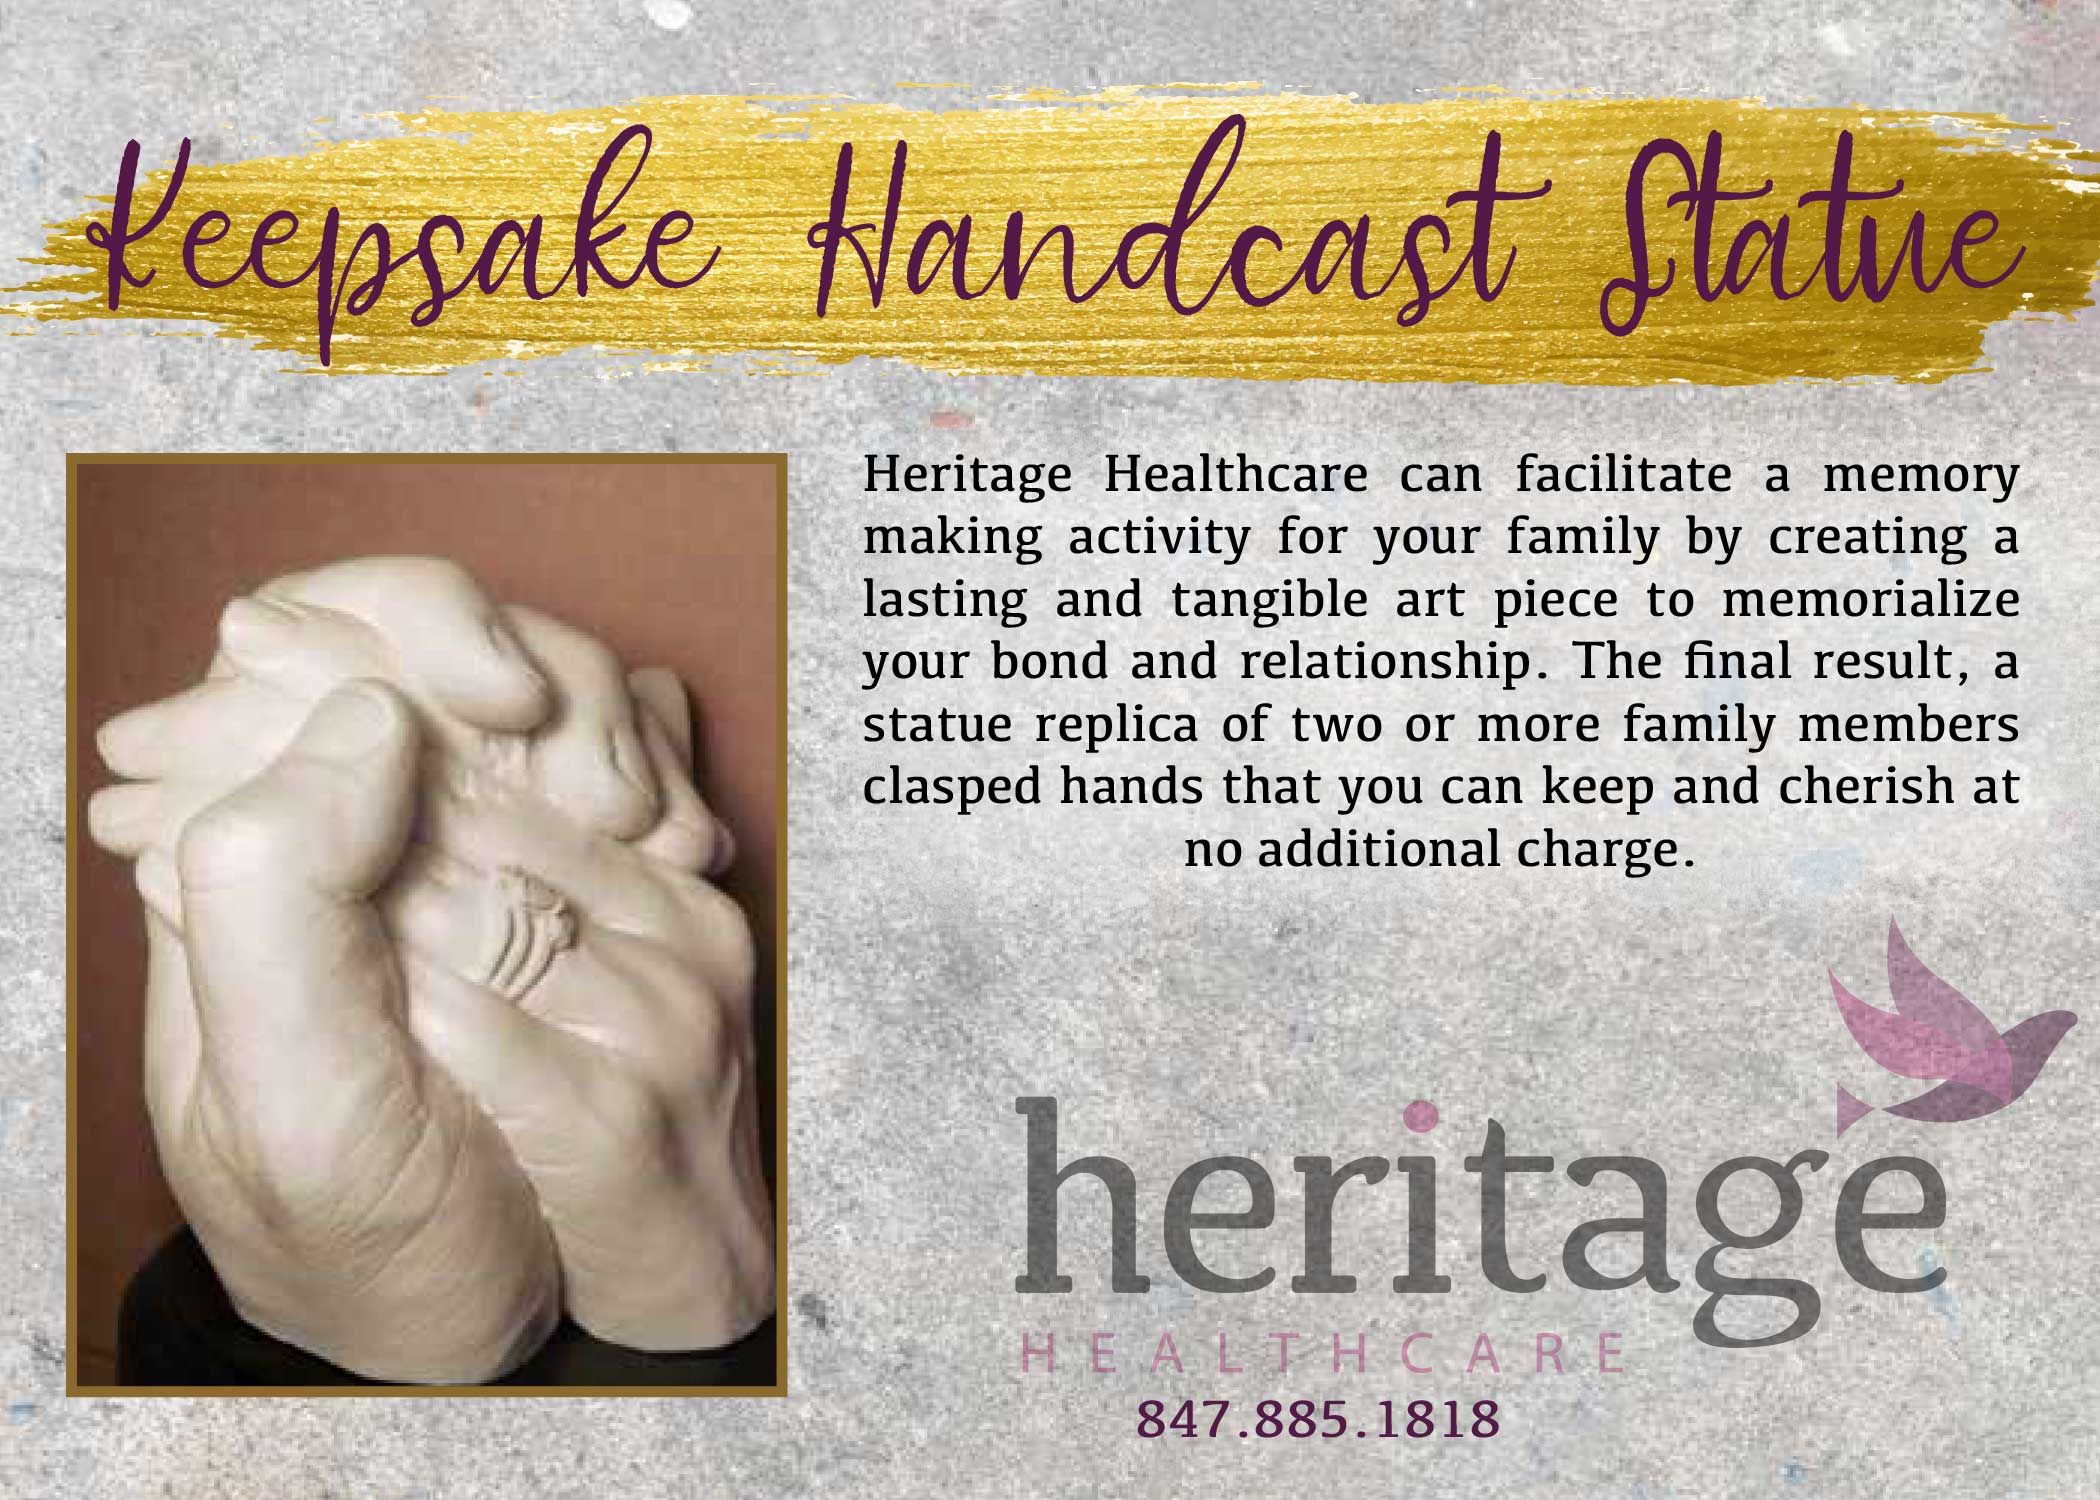 Keepsake Handcast Statue
Heritage Healthcare can facilitate a memory
making activity for your family by creating a
lasting and tangible art piece to memorialize
your bond and relationship. The final result, a
statue replica of two or more family members
clasped hands that you can keep and cherish at
no additional charge.
heritage
HEALTHCARE
847.885.1818